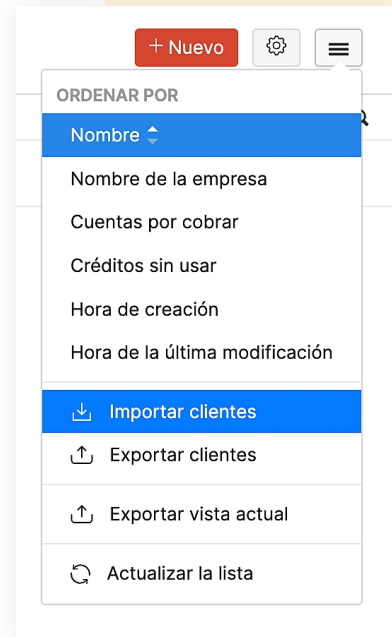 + Nuevo
ORDENAR POR
Nombre
Nombre de la empresa
Cuentas por cobrar
Créditos sin usar
Hora de creación
Hora de la última modificación
Importar clientes
Exportar clientes
Exportar vista actual
Actualizar la lista